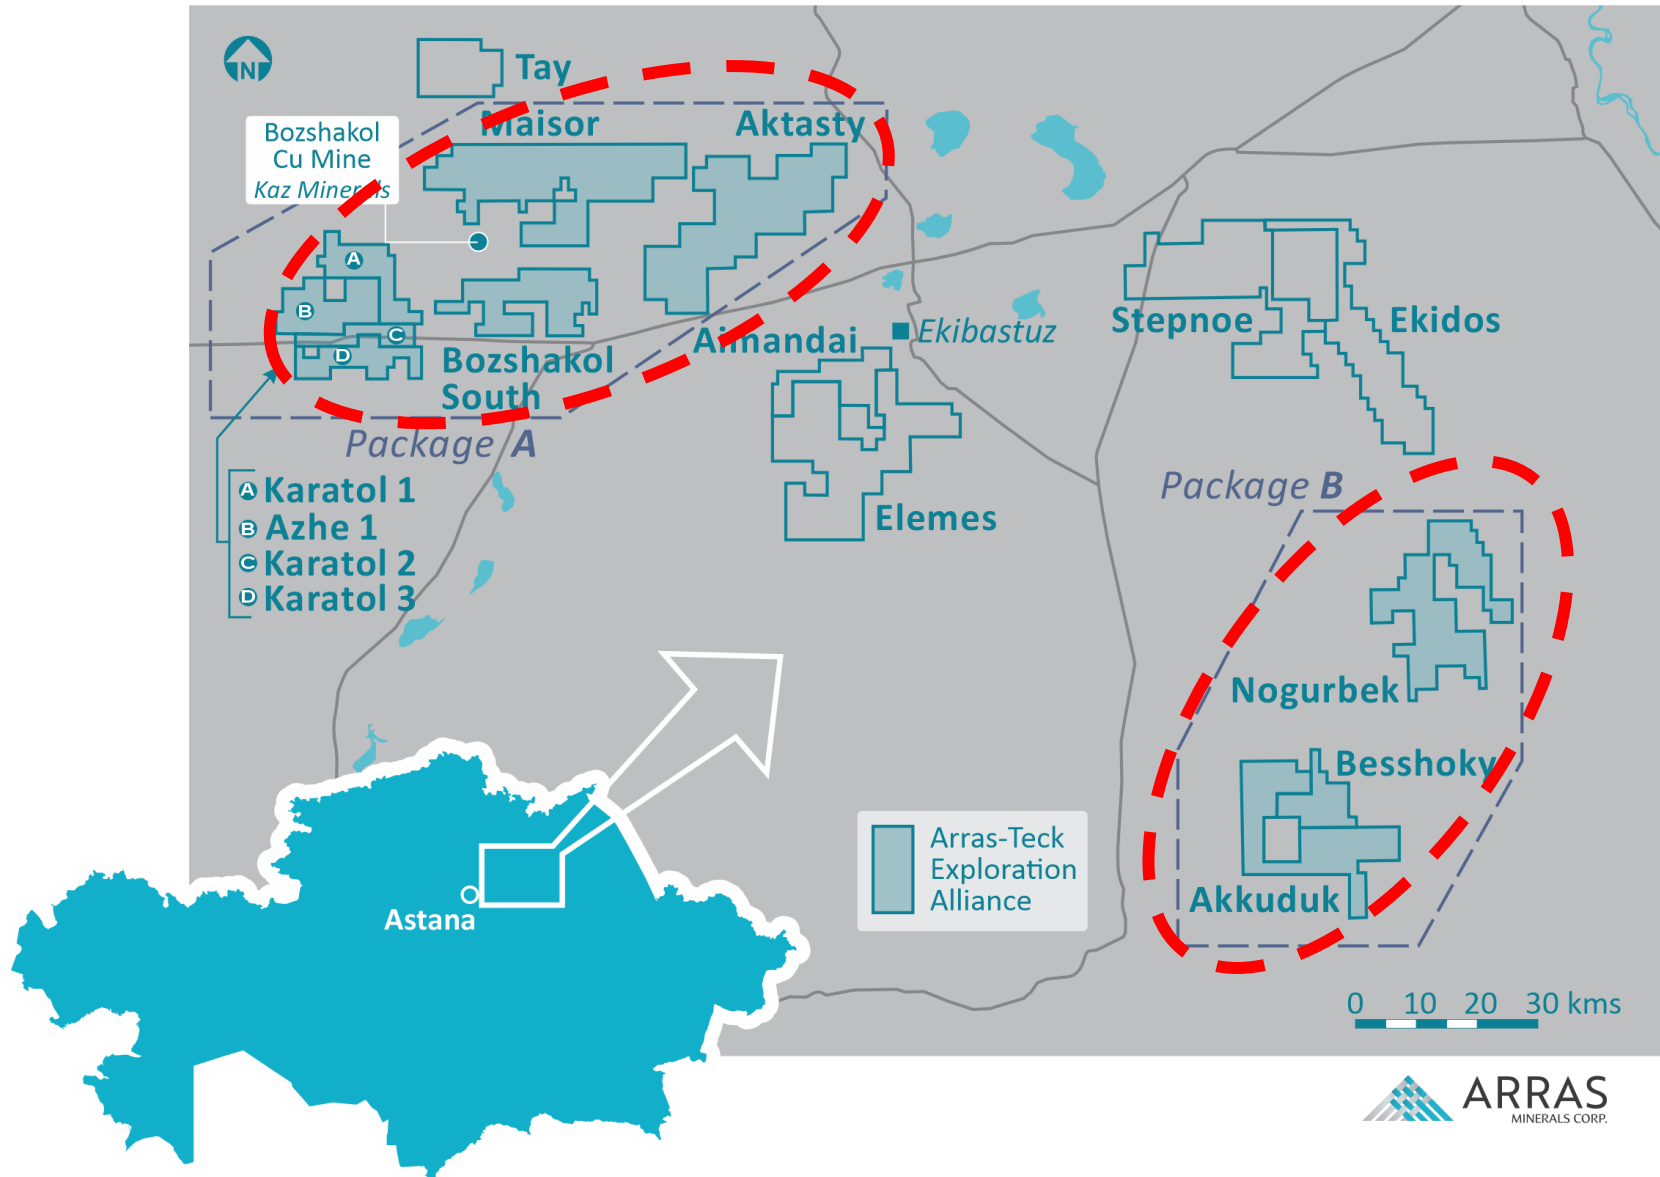 N
Tay
Maisor
Aktasty
Bozshakol
Cu Mine
Kaz Minerals
A
B
C
D
Bozshakol
South
Package A
A Karatol 1
B Azhe 1
C Karatol 2
D Karatol 3
Ekibastuz
Elemes
Stepnoe
Ekidos
Package B
Nogurbek
Besshoky
Akkuduk
Astana
Arras-Teck
Exploration
Alliance
0 10 20 30 kms
ARRAS
MINERALS CORP.